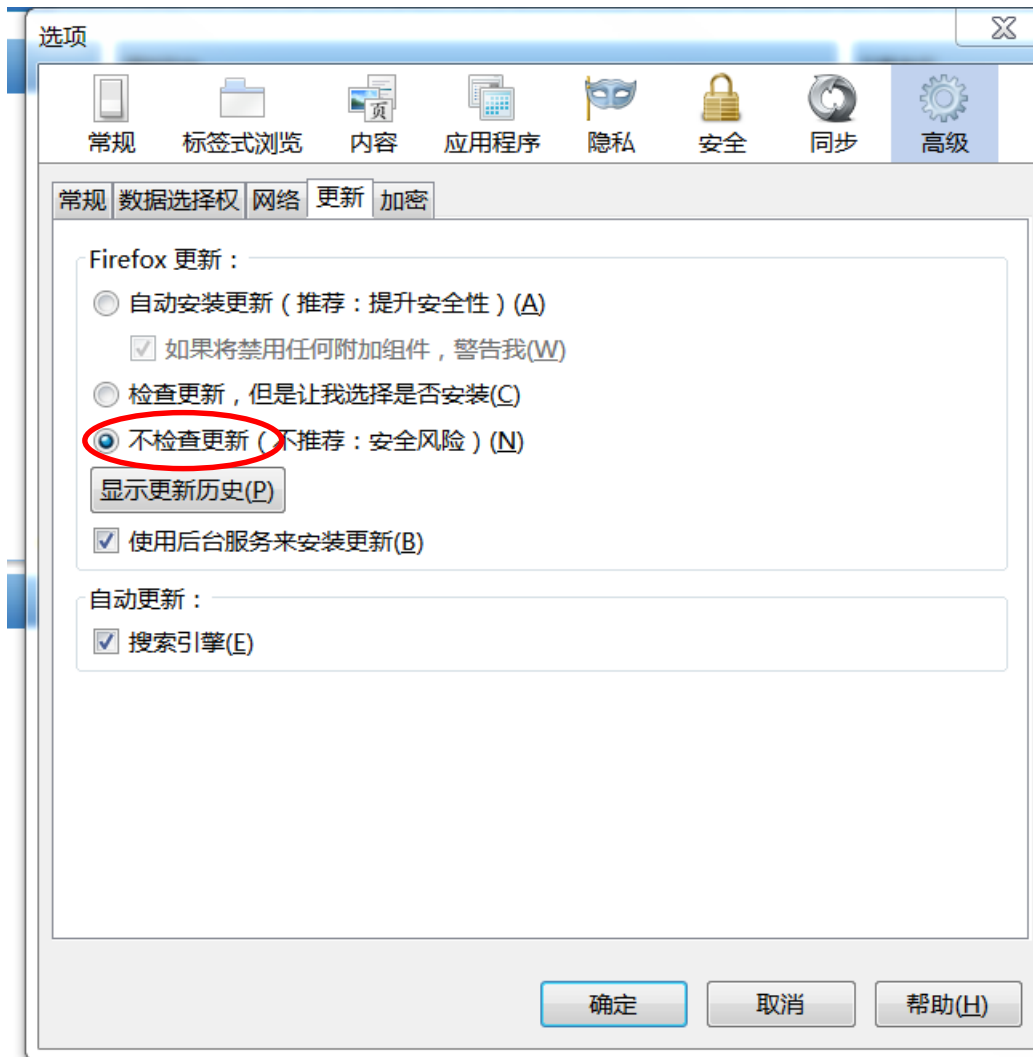 选项
页
常规 标签式浏览 内容 应用程序 隐私 安全 同步 高级
常规 数据选择权 网络 更新 加密
Firefox 更新：
自动安装更新（推荐：提升安全性）(A)
如果将禁用任何附加组件，警告我(W)
检查更新，但是让我选择是否安装(C)
不检查更新（不推荐：安全风险）(N)
显示更新历史(P)
使用后台服务来安装更新(B)
自动更新：
搜索引擎(E)
确定 取消 帮助(H)